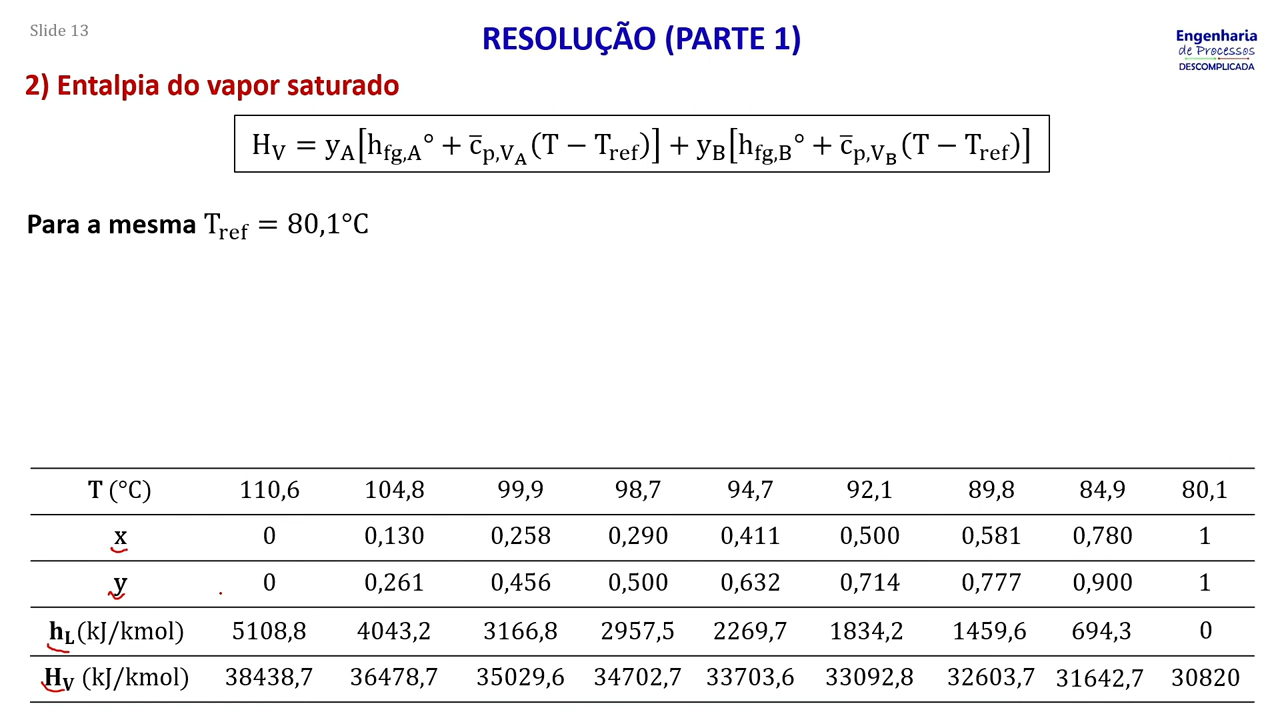 Slide 13
RESOLUÇÃO (PARTE 1)
Engenharia
de Processos
DESCOMPLICADA
2) Entalpia do vapor saturado
H_V = y_A[h_fg,A° + c̅_p,V_A(T − T_ref)] + y_B[h_fg,B° + c̅_p,V_B(T − T_ref)]
Para a mesma T_ref = 80,1°C
T (°C) 110,6 104,8 99,9 98,7 94,7 92,1 89,8 84,9 80,1
x 0 0,130 0,258 0,290 0,411 0,500 0,581 0,780 1
y 0 0,261 0,456 0,500 0,632 0,714 0,777 0,900 1
h_L (kJ/kmol) 5108,8 4043,2 3166,8 2957,5 2269,7 1834,2 1459,6 694,3 0
H_V (kJ/kmol) 38438,7 36478,7 35029,6 34702,7 33703,6 33092,8 32603,7 31642,7 30820